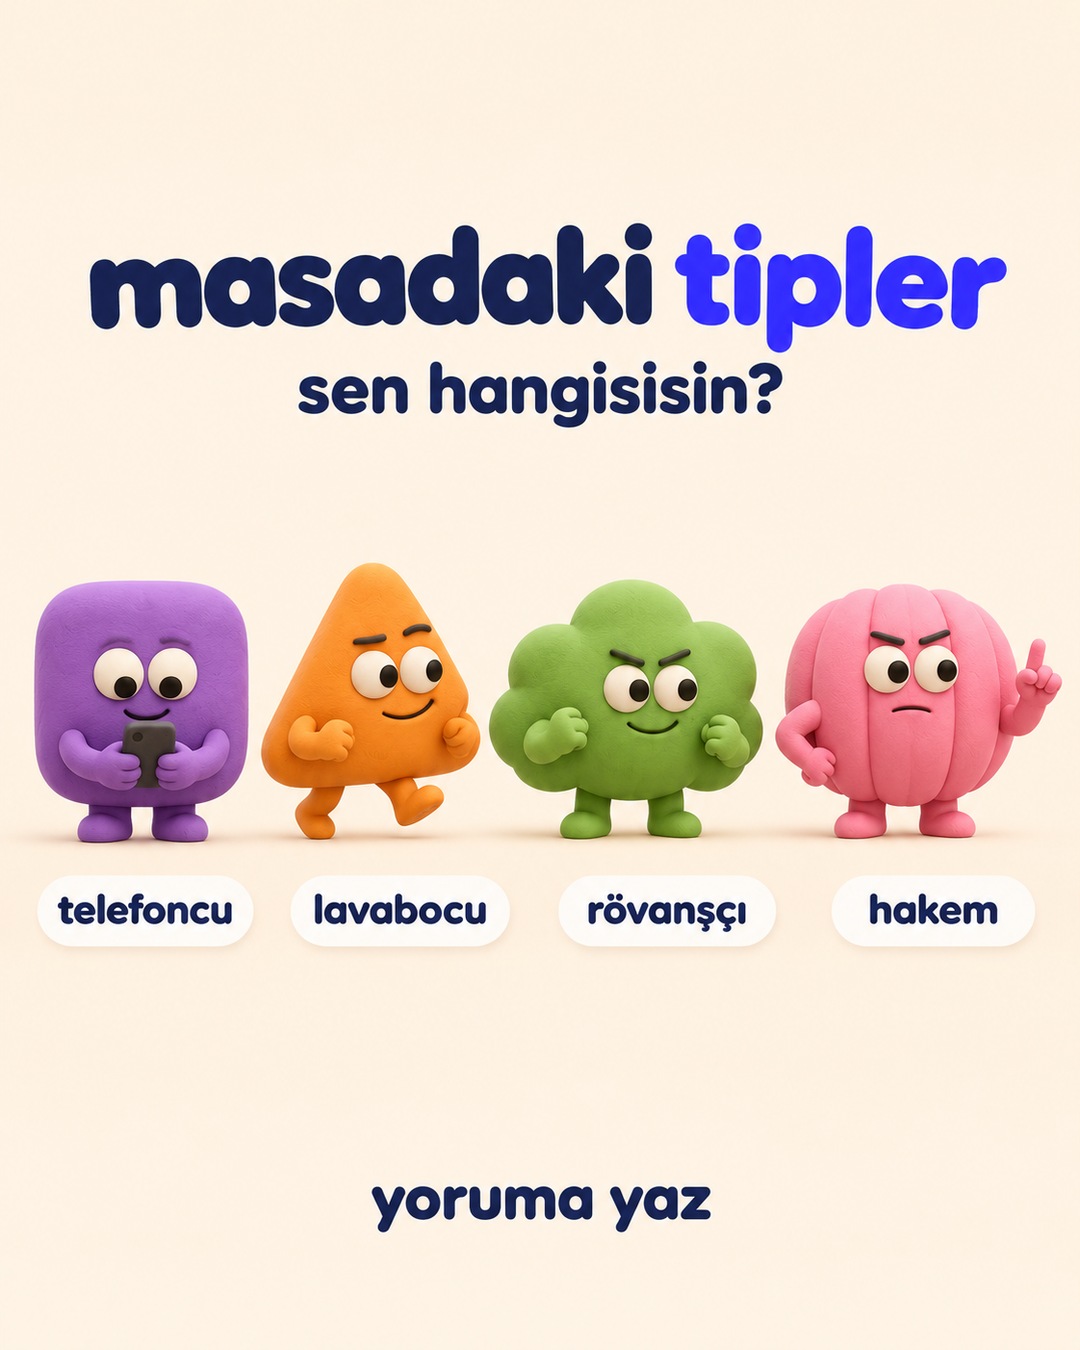 masadaki tipler
sen hangisisin?
telefoncu
lavabocu
rövanşçı
hakem
yoruma yaz